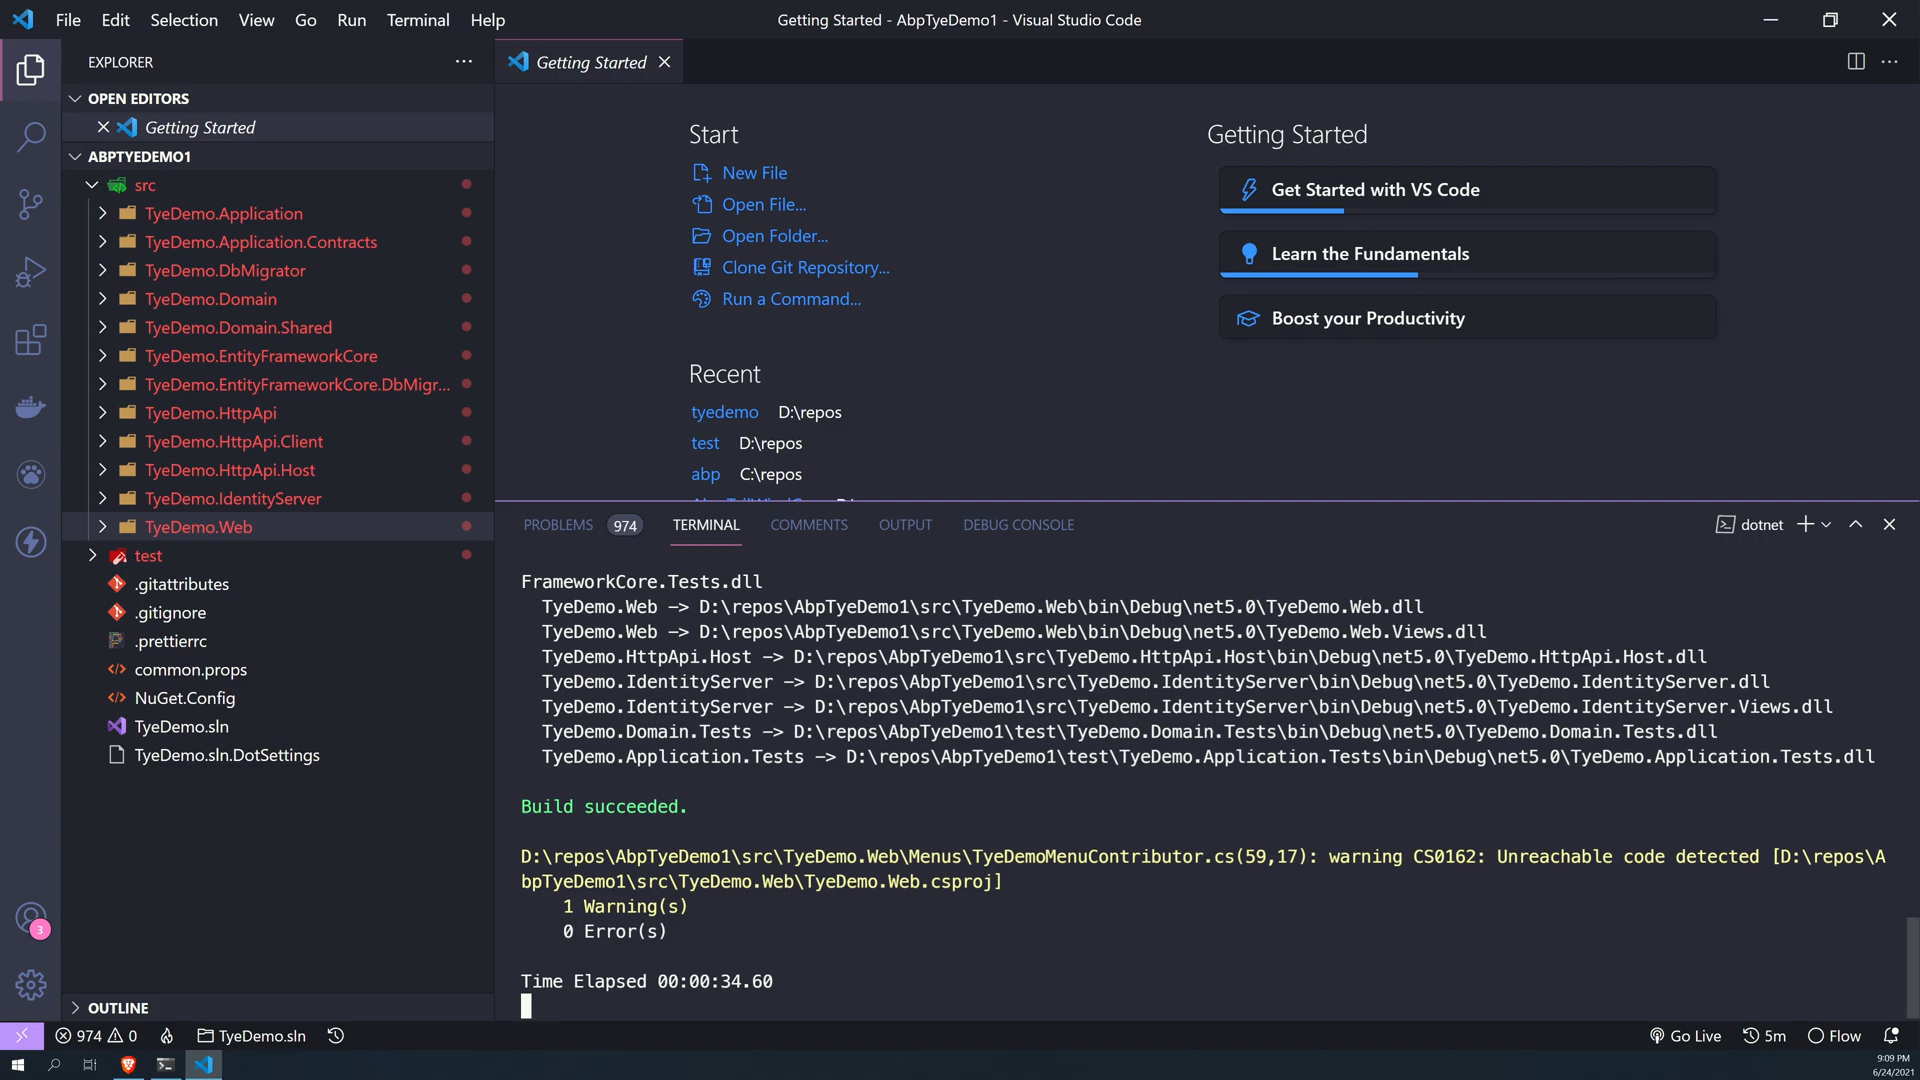 File Edit Selection View Go Run Terminal Help
Getting Started - AbpTyeDemo1 - Visual Studio Code
EXPLORER
OPEN EDITORS
Getting Started
ABPTYEDEMO1
src
TyeDemo.Application
TyeDemo.Application.Contracts
TyeDemo.DbMigrator
TyeDemo.Domain
TyeDemo.Domain.Shared
TyeDemo.EntityFrameworkCore
TyeDemo.EntityFrameworkCore.DbMigr...
TyeDemo.HttpApi
TyeDemo.HttpApi.Client
TyeDemo.HttpApi.Host
TyeDemo.IdentityServer
TyeDemo.Web
test
.gitattributes
.gitignore
.prettierrc
common.props
NuGet.Config
TyeDemo.sln
TyeDemo.sln.DotSettings
OUTLINE
Getting Started
Start
New File
Open File...
Open Folder...
Clone Git Repository...
Run a Command...
Recent
tyedemo D:\repos
test D:\repos
abp C:\repos
Getting Started
Get Started with VS Code
Learn the Fundamentals
Boost your Productivity
PROBLEMS 974 TERMINAL COMMENTS OUTPUT DEBUG CONSOLE
dotnet
FrameworkCore.Tests.dll
TyeDemo.Web -> D:\repos\AbpTyeDemo1\src\TyeDemo.Web\bin\Debug\net5.0\TyeDemo.Web.dll
TyeDemo.Web -> D:\repos\AbpTyeDemo1\src\TyeDemo.Web\bin\Debug\net5.0\TyeDemo.Web.Views.dll
TyeDemo.HttpApi.Host -> D:\repos\AbpTyeDemo1\src\TyeDemo.HttpApi.Host\bin\Debug\net5.0\TyeDemo.HttpApi.Host.dll
TyeDemo.IdentityServer -> D:\repos\AbpTyeDemo1\src\TyeDemo.IdentityServer\bin\Debug\net5.0\TyeDemo.IdentityServer.dll
TyeDemo.IdentityServer -> D:\repos\AbpTyeDemo1\src\TyeDemo.IdentityServer\bin\Debug\net5.0\TyeDemo.IdentityServer.Views.dll
TyeDemo.Domain.Tests -> D:\repos\AbpTyeDemo1\test\TyeDemo.Domain.Tests\bin\Debug\net5.0\TyeDemo.Domain.Tests.dll
TyeDemo.Application.Tests -> D:\repos\AbpTyeDemo1\test\TyeDemo.Application.Tests\bin\Debug\net5.0\TyeDemo.Application.Tests.dll
Build succeeded.
D:\repos\AbpTyeDemo1\src\TyeDemo.Web\Menus\TyeDemoMenuContributor.cs(59,17): warning CS0162: Unreachable code detected [D:\repos\A
bpTyeDemo1\src\TyeDemo.Web\TyeDemo.Web.csproj]
1 Warning(s)
0 Error(s)
Time Elapsed 00:00:34.60
3
974 0 TyeDemo.sln
Go Live 5m Flow
9:09 PM
6/24/2021